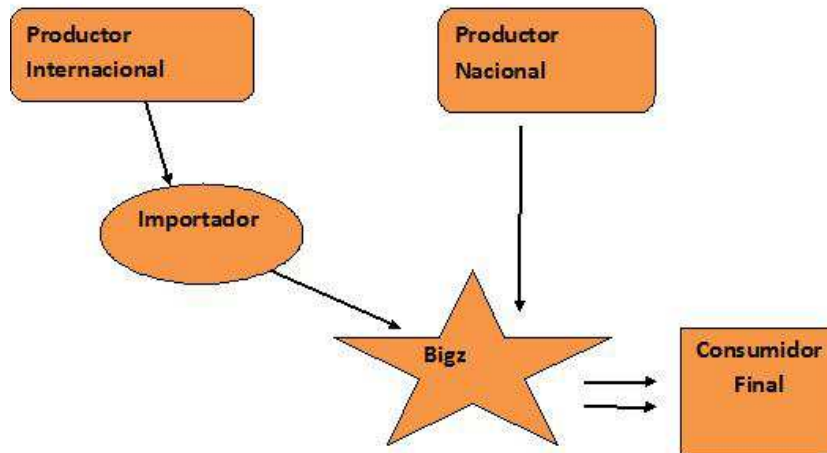 Productor
Internacional
Productor
Nacional
Importador
Bigz
Consumidor
Final